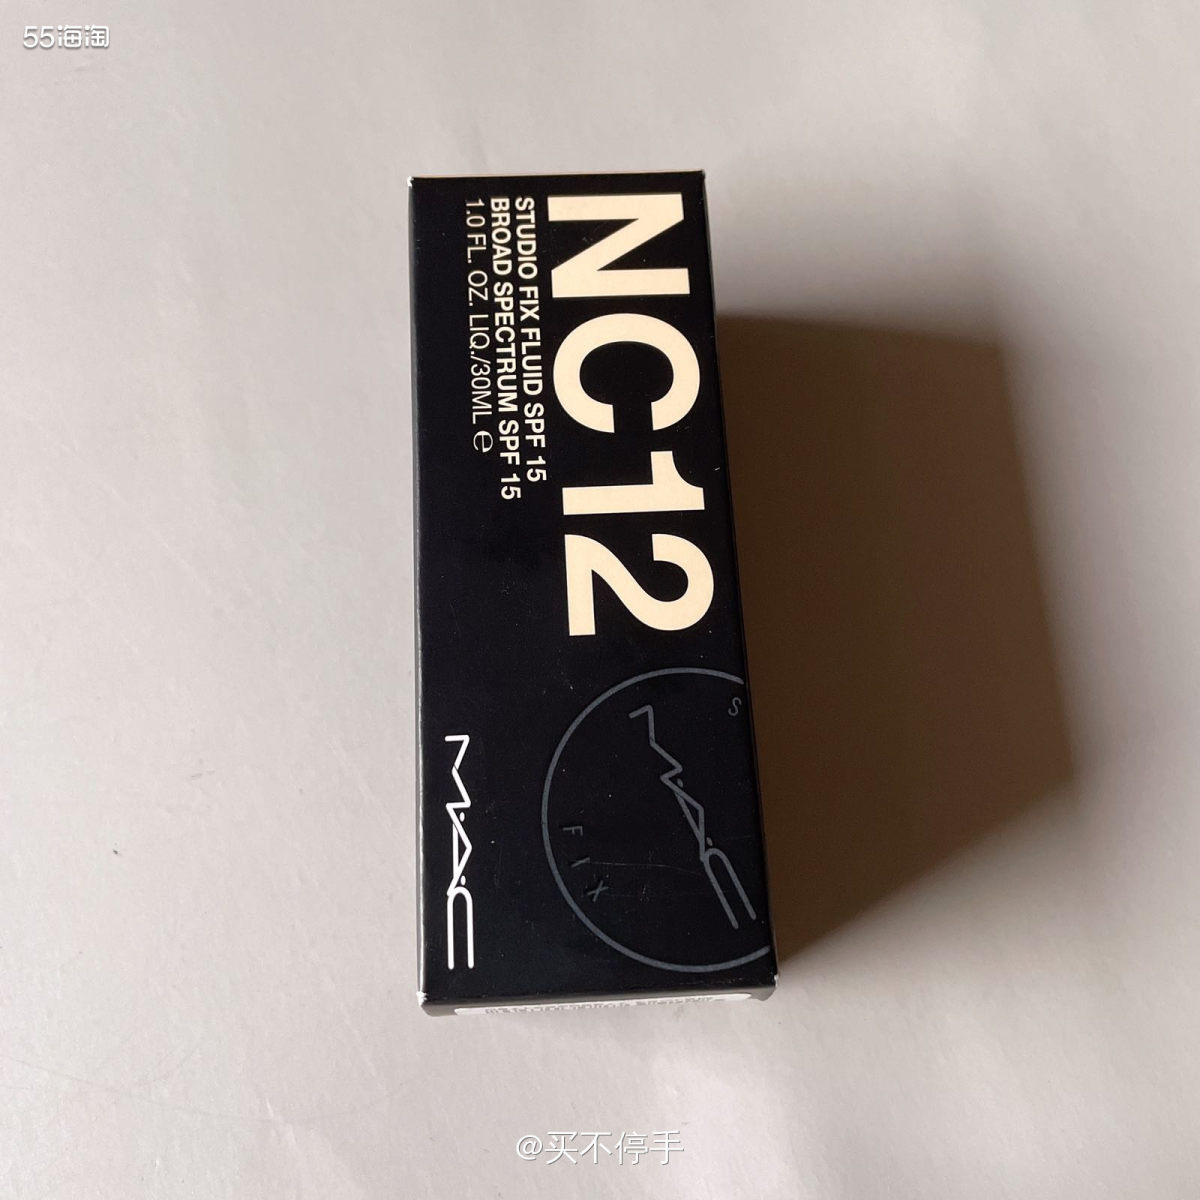 55海淘
NC12
STUDIO FIX FLUID SPF 15
BROAD SPECTRUM SPF 15
1.0 FL. OZ. LIQ./30ML e
S
M·A·C
FIX
M·A·C
@买不停手